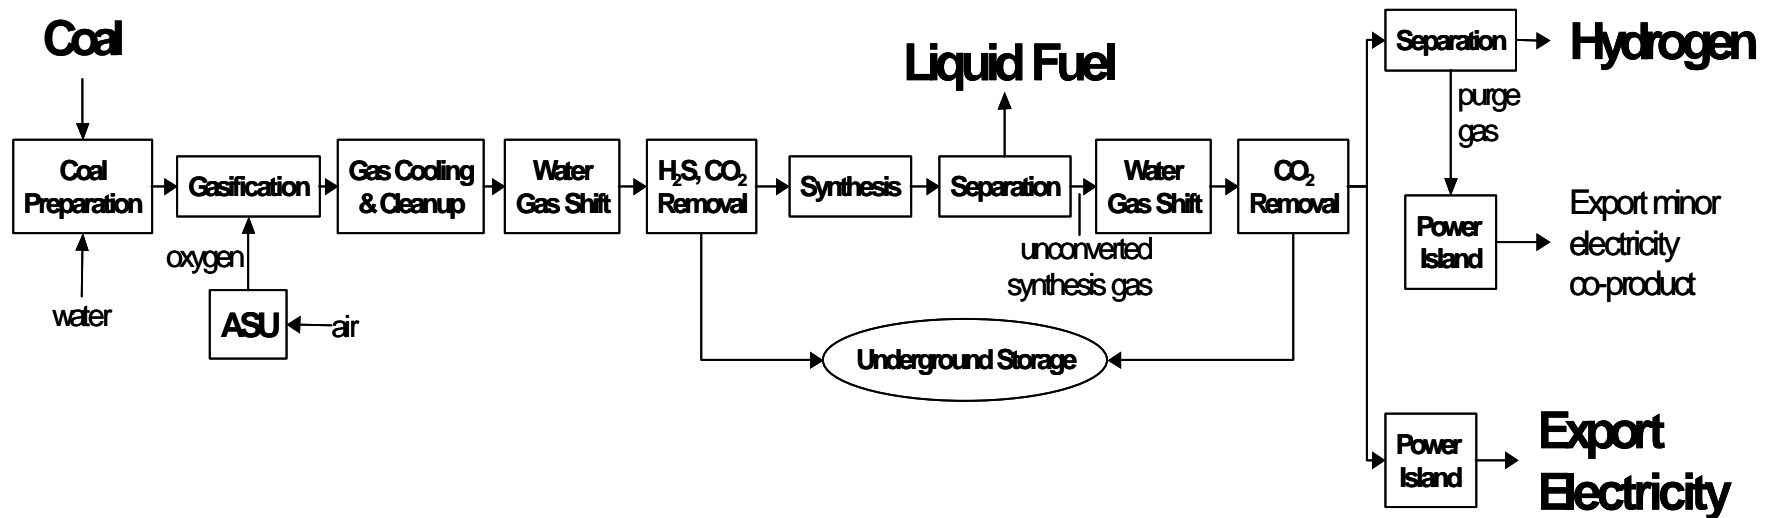 Coal
Liquid Fuel
Separation
Hydrogen
purge
gas
Coal
Preparation
Gasification
Gas Cooling
& Cleanup
Water
Gas Shift
H₂S, CO₂
Removal
Synthesis
Separation
Water
Gas Shift
CO₂
Removal
Power
Island
Export minor
electricity
co-product
oxygen
unconverted
synthesis gas
water
ASU
air
Underground Storage
Power
Island
Export
Electricity